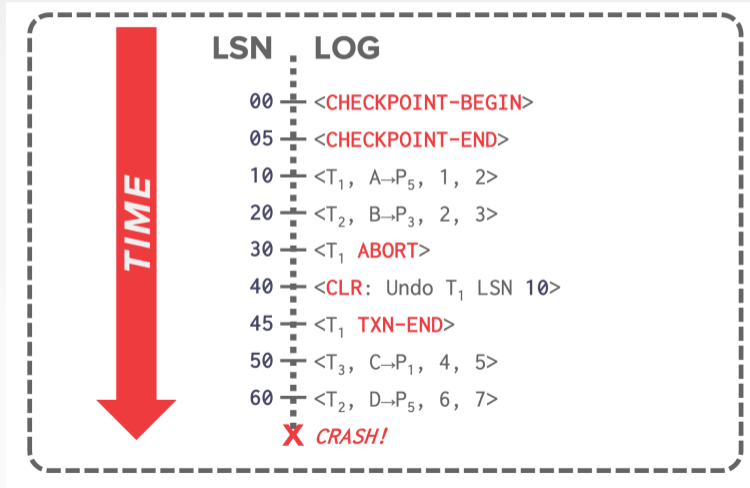 TIME
LSN LOG
00 <CHECKPOINT-BEGIN>
05 <CHECKPOINT-END>
10 <T₁, A→P₅, 1, 2>
20 <T₂, B→P₃, 2, 3>
30 <T₁ ABORT>
40 <CLR: Undo T₁ LSN 10>
45 <T₁ TXN-END>
50 <T₃, C→P₁, 4, 5>
60 <T₂, D→P₅, 6, 7>
X CRASH!